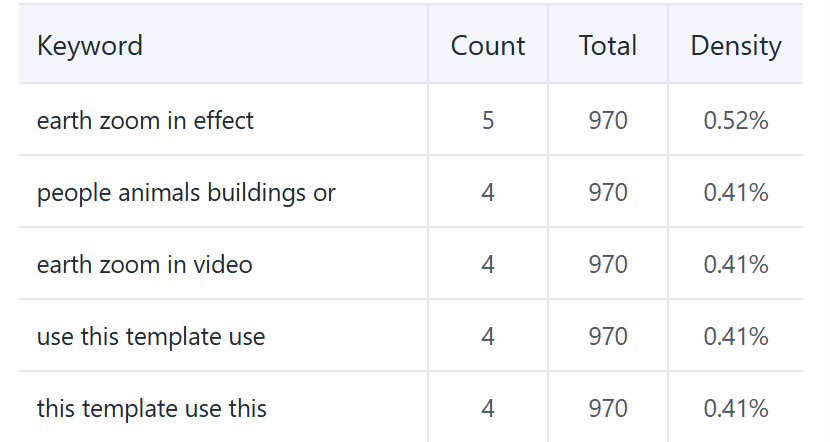 Keyword Count Total Density
earth zoom in effect 5 970 0.52%
people animals buildings or 4 970 0.41%
earth zoom in video 4 970 0.41%
use this template use 4 970 0.41%
this template use this 4 970 0.41%